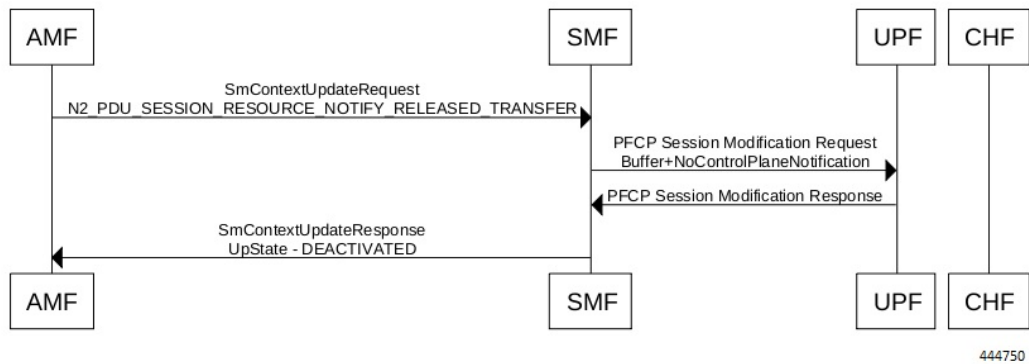 AMF
SMF
UPF
CHF
SmContextUpdateRequest
N2_PDU_SESSION_RESOURCE_NOTIFY_RELEASED_TRANSFER
PFCP Session Modification Request
Buffer+NoControlPlaneNotification
PFCP Session Modification Response
SmContextUpdateResponse
UpState - DEACTIVATED
AMF
SMF
UPF
CHF
444750